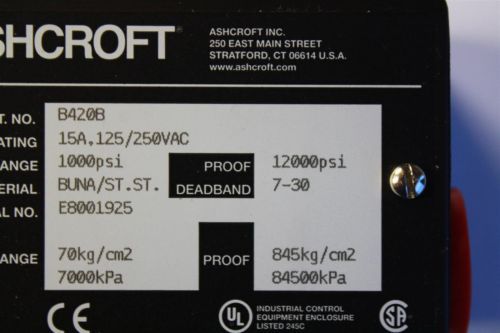 SHCROFT
ASHCROFT INC.
250 EAST MAIN STREET
STRATFORD, CT 06614 U.S.A.
www.ashcroft.com
T. NO. B420B
ATING 15A,125/250VAC
ANGE 1000psi PROOF 12000psi
ERIAL BUNA/ST.ST. DEADBAND 7-30
AL NO. E8001925
ANGE 70kg/cm2 PROOF 845kg/cm2
7000kPa 84500kPa
CE
UL
INDUSTRIAL CONTROL
EQUIPMENT ENCLOSURE
LISTED 245C
SA